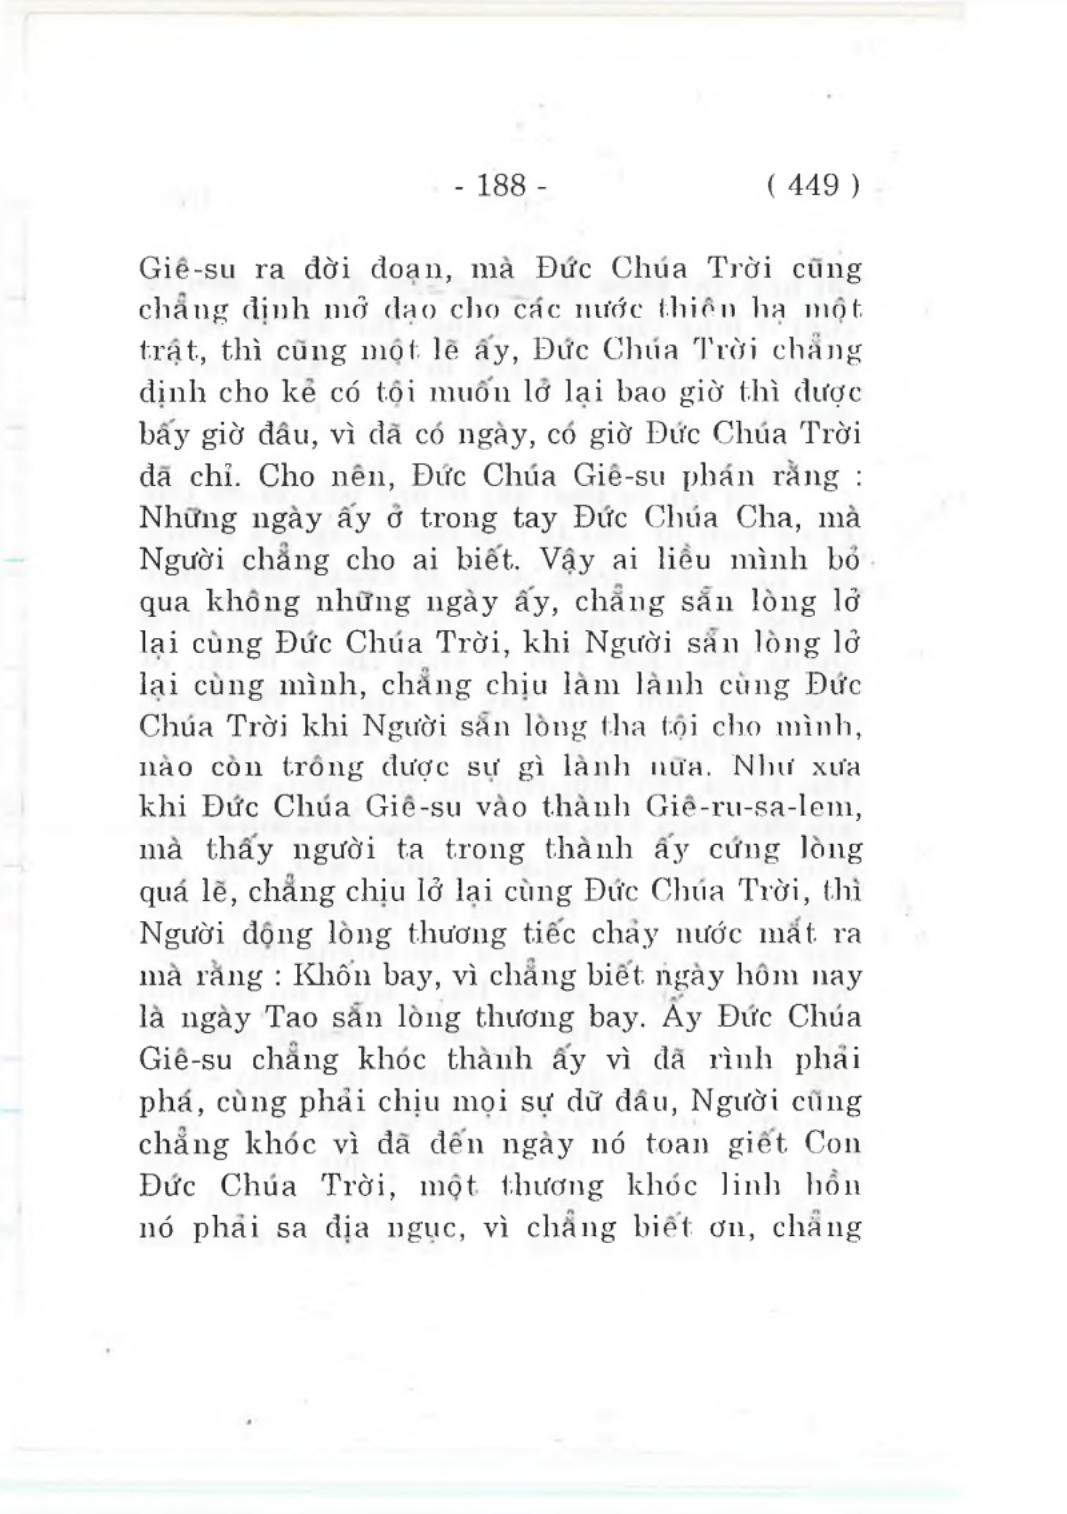 - 188 - ( 449 )
Giê-su ra đời đoạn, mà Đức Chúa Trời cũng
chẳng định mở đạo cho các nước thiên hạ một
trật, thì cũng một lẽ ấy, Đức Chúa Trời chẳng
định cho kẻ có tội muốn lở lại bao giờ thì được
bấy giờ đâu, vì đã có ngày, có giờ Đức Chúa Trời
đã chỉ. Cho nên, Đức Chúa Giê-su phán rằng :
Những ngày ấy ở trong tay Đức Chúa Cha, mà
Người chẳng cho ai biết. Vậy ai liều mình bỏ
qua không những ngày ấy, chẳng sẵn lòng lở
lại cùng Đức Chúa Trời, khi Người sẵn lòng lở
lại cùng mình, chẳng chịu làm lành cùng Đức
Chúa Trời khi Người sẵn lòng tha tội cho mình,
nào còn trông được sự gì lành nữa. Như xưa
khi Đức Chúa Giê-su vào thành Giê-ru-sa-lem,
mà thấy người ta trong thành ấy cứng lòng
quá lẽ, chẳng chịu lở lại cùng Đức Chúa Trời, thì
Người động lòng thương tiếc chảy nước mắt ra
mà rằng : Khốn bay, vì chẳng biết ngày hôm nay
là ngày Tao sẵn lòng thương bay. Ấy Đức Chúa
Giê-su chẳng khóc thành ấy vì đã rình phải
phá, cùng phải chịu mọi sự dữ đâu, Người cũng
chẳng khóc vì đã đến ngày nó toan giết Con
Đức Chúa Trời, một thương khóc linh hồn
nó phải sa địa ngục, vì chẳng biết ơn, chẳng